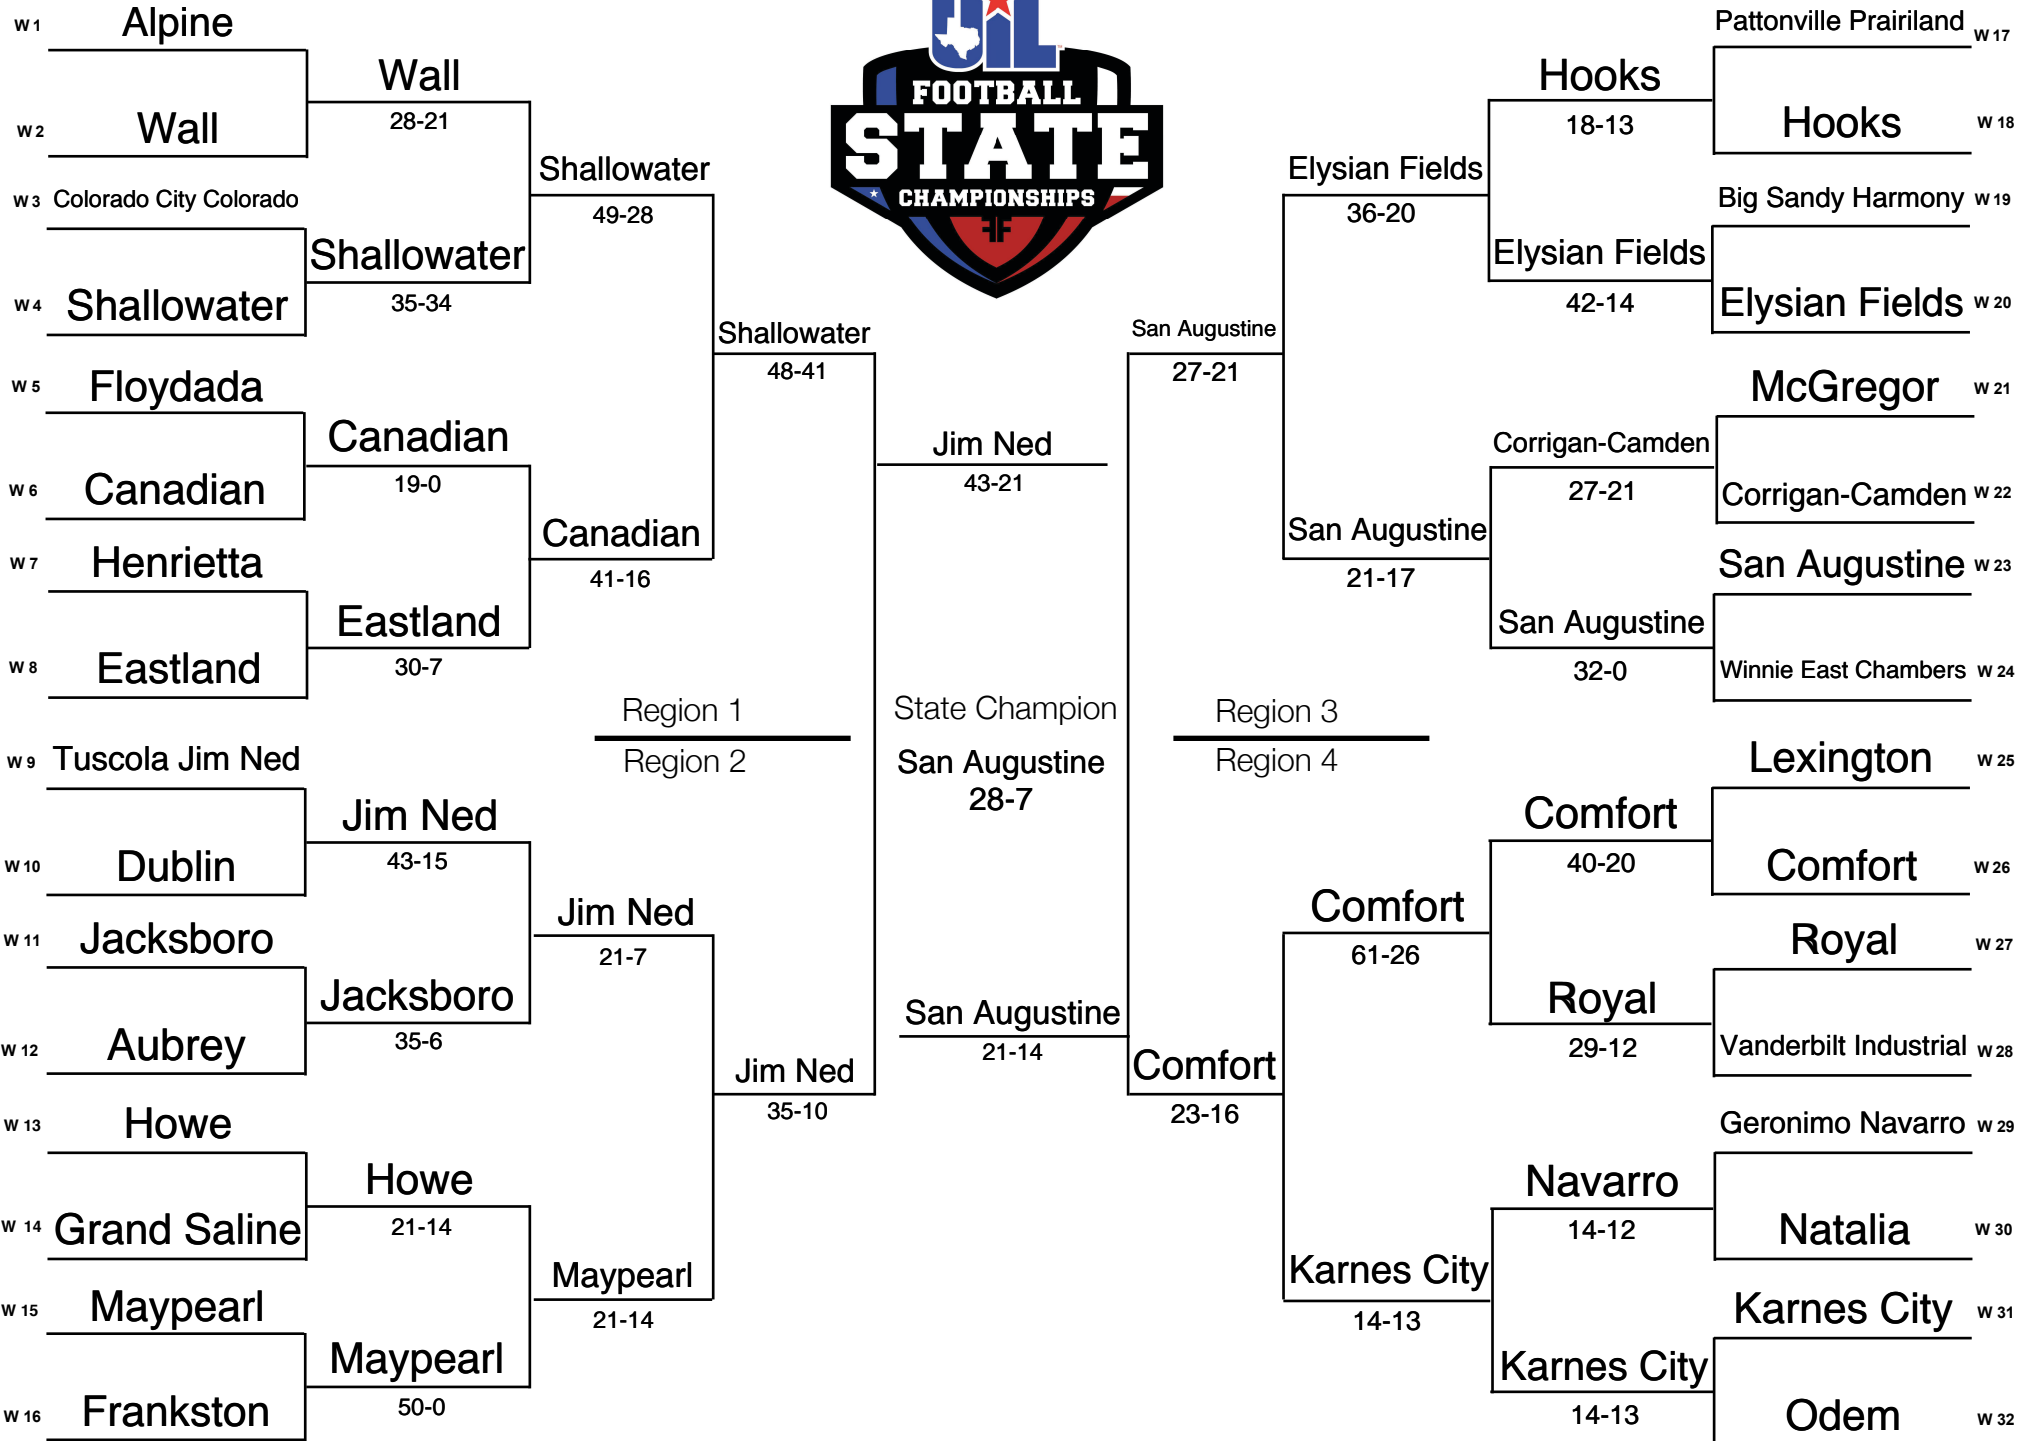 W 1 Alpine
Wall
28-21
W 2 Wall
Shallowater
49-28
W 3 Colorado City Colorado
Shallowater
35-34
W 4 Shallowater
Shallowater
48-41
W 5 Floydada
Canadian
19-0
W 6 Canadian
Canadian
41-16
W 7 Henrietta
Eastland
30-7
W 8 Eastland
Region 1
Region 2
W 9 Tuscola Jim Ned
Jim Ned
43-15
W 10 Dublin
Jim Ned
21-7
W 11 Jacksboro
Jacksboro
35-6
W 12 Aubrey
Jim Ned
35-10
W 13 Howe
Howe
21-14
W 14 Grand Saline
Maypearl
21-14
W 15 Maypearl
Maypearl
50-0
W 16 Frankston
UIL
FOOTBALL
STATE
CHAMPIONSHIPS
Jim Ned
43-21
State Champion
San Augustine
28-7
San Augustine
21-14
Pattonville Prairiland W 17
Hooks
18-13
Hooks W 18
Elysian Fields
36-20
Big Sandy Harmony W 19
Elysian Fields
42-14
Elysian Fields W 20
San Augustine
27-21
McGregor W 21
Corrigan-Camden
27-21
Corrigan-Camden W 22
San Augustine
21-17
San Augustine W 23
San Augustine
32-0
Winnie East Chambers W 24
Region 3
Region 4
Lexington W 25
Comfort
40-20
Comfort W 26
Comfort
61-26
Royal W 27
Royal
29-12
Vanderbilt Industrial W 28
Comfort
23-16
Geronimo Navarro W 29
Navarro
14-12
Natalia W 30
Karnes City
14-13
Karnes City W 31
Karnes City
14-13
Odem W 32